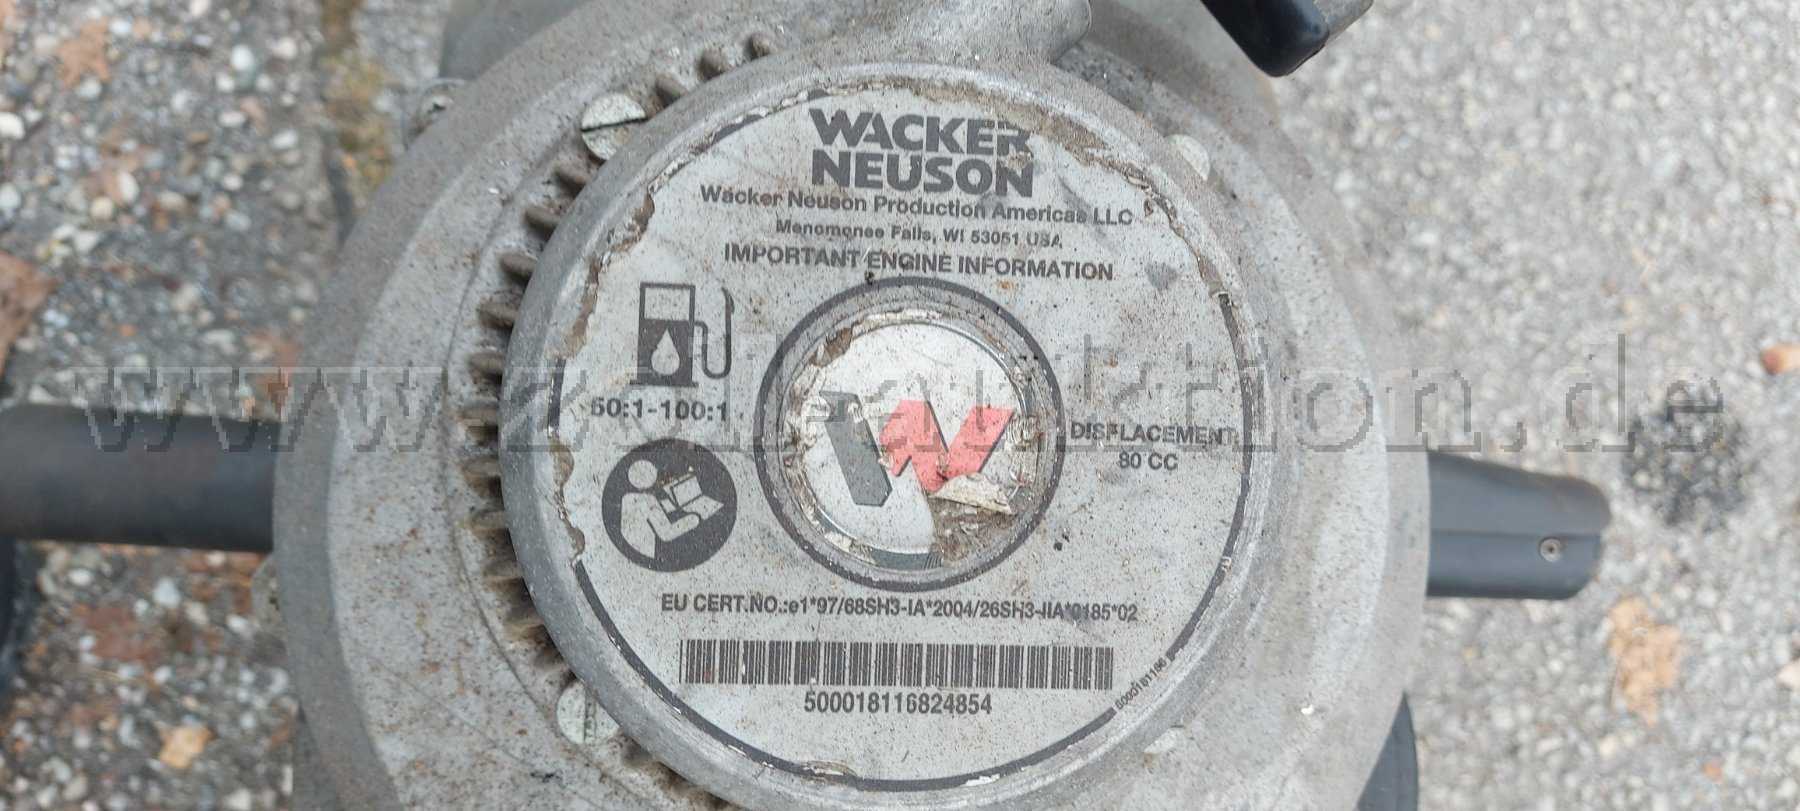 WACKER
NEUSON
Wacker Neuson Production Americas LLC
Menomonee Falls, WI 53051 USA
IMPORTANT ENGINE INFORMATION
50:1-100:1
DISPLACEMENT:
80 CC
www.zoll-auktion.de
EU CERT.NO.:e1*97/68SH3-IA*2004/26SH3-IIA*0185*02
500018116824854